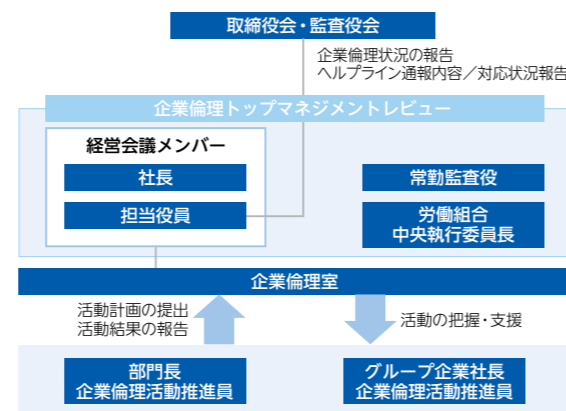 取締役会・監査役会
企業倫理状況の報告
ヘルプライン通報内容／対応状況報告
企業倫理トップマネジメントレビュー
経営会議メンバー
社長
担当役員
常勤監査役
労働組合
中央執行委員長
企業倫理室
活動計画の提出
活動結果の報告
活動の把握・支援
部門長
企業倫理活動推進員
グループ企業社長
企業倫理活動推進員